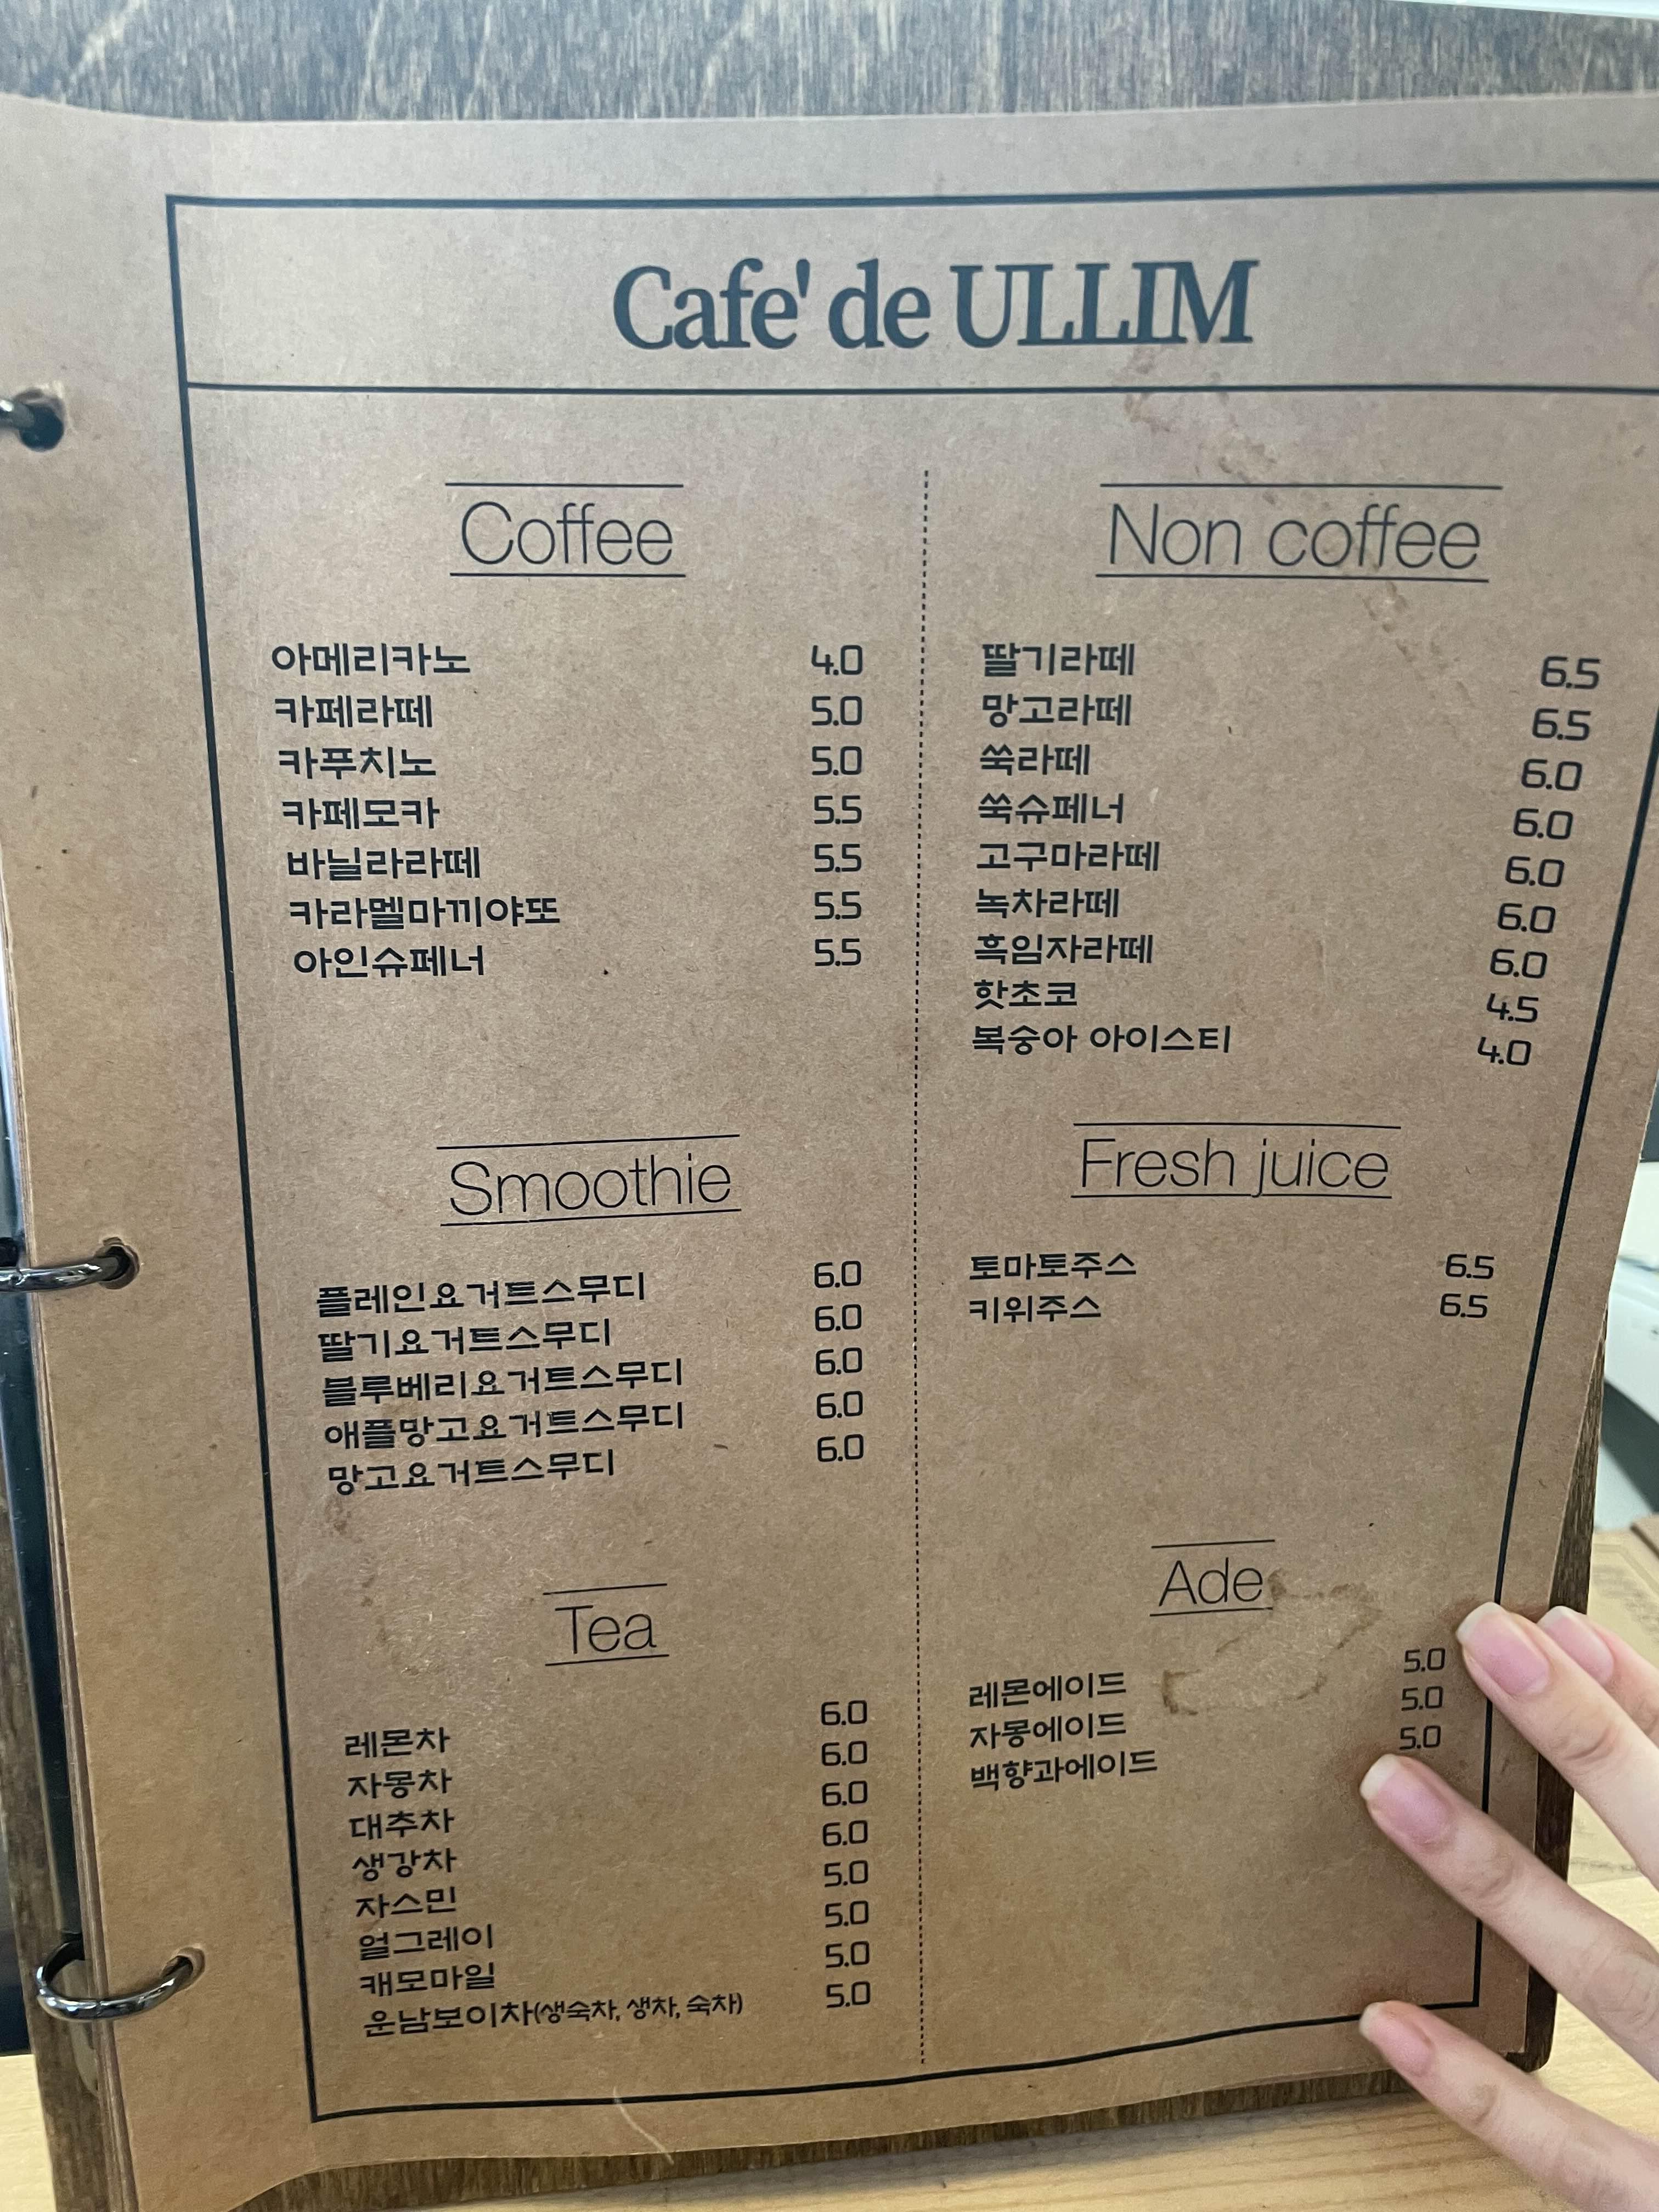 Cafe' de ULLIM
Coffee
아메리카노 4.0
카페라떼 5.0
카푸치노 5.0
카페모카 5.5
바닐라라떼 5.5
카라멜마끼야또 5.5
아인슈페너 5.5
Non coffee
딸기라떼 6.5
망고라떼 6.5
쑥라떼 6.0
쑥슈페너 6.0
고구마라떼 6.0
녹차라떼 6.0
흑임자라떼 6.0
핫초코 4.5
복숭아 아이스티 4.0
Smoothie
플레인요거트스무디 6.0
딸기요거트스무디 6.0
블루베리요거트스무디 6.0
애플망고요거트스무디 6.0
망고요거트스무디 6.0
Fresh juice
토마토주스 6.5
키위주스 6.5
Tea
레몬차 6.0
자몽차 6.0
대추차 6.0
생강차 6.0
자스민 5.0
얼그레이 5.0
캐모마일 5.0
운남보이차(생숙차, 생차, 숙차) 5.0
Ade
레몬에이드 5.0
자몽에이드 5.0
백향과에이드 5.0